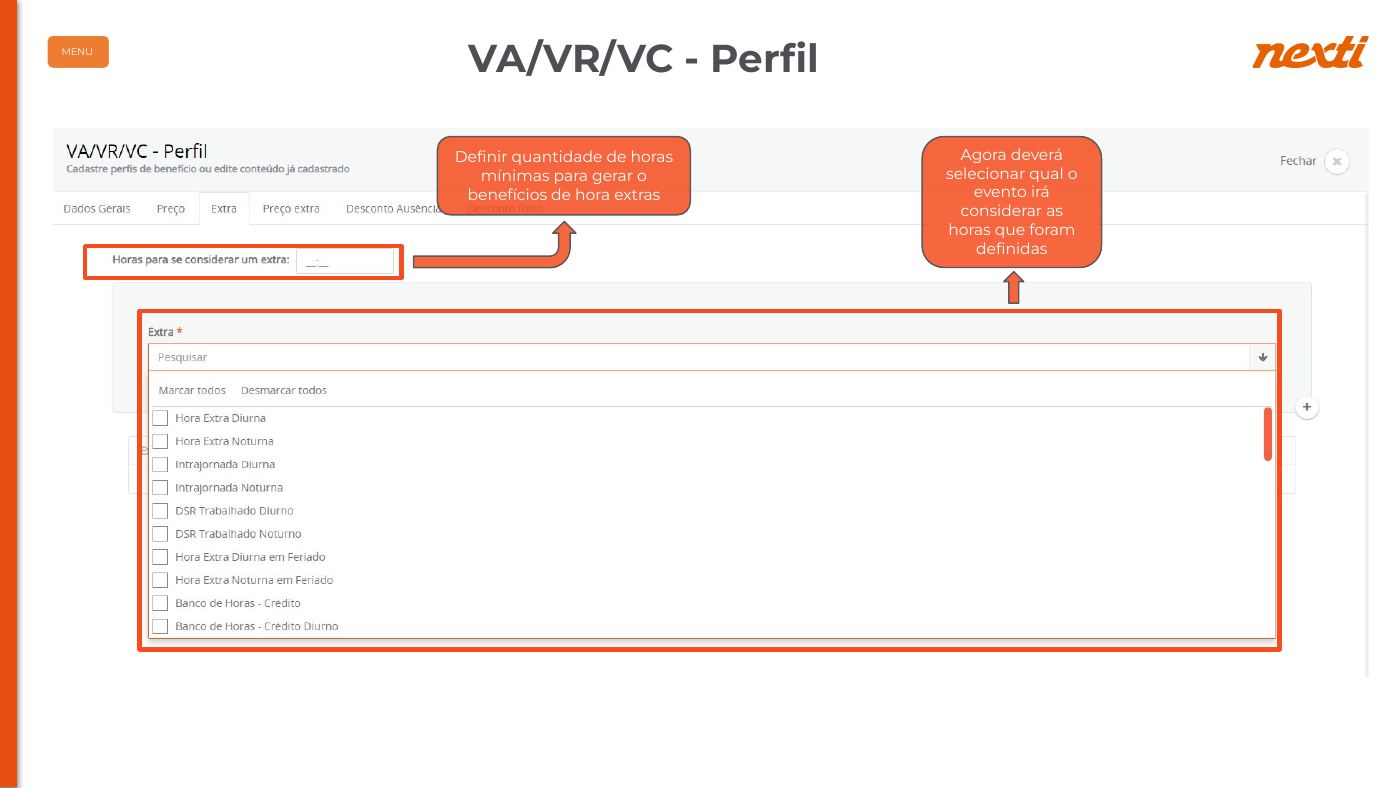 MENU
VA/VR/VC - Perfil
nexti
VA/VR/VC - Perfil
Cadastre perfis de benefício ou edite conteúdo já cadastrado
Definir quantidade de horas
mínimas para gerar o
benefícios de hora extras
Agora deverá
selecionar qual o
evento irá
considerar as
horas que foram
definidas
Fechar
Dados Gerais Preço Extra Preço extra Desconto Ausência Desconto folha
Horas para se considerar um extra: __:__
Extra *
Pesquisar
Marcar todos Desmarcar todos
Hora Extra Diurna
Hora Extra Noturna
Intrajornada Diurna
Intrajornada Noturna
DSR Trabalhado Diurno
DSR Trabalhado Noturno
Hora Extra Diurna em Feriado
Hora Extra Noturna em Feriado
Banco de Horas - Crédito
Banco de Horas - Crédito Diurno